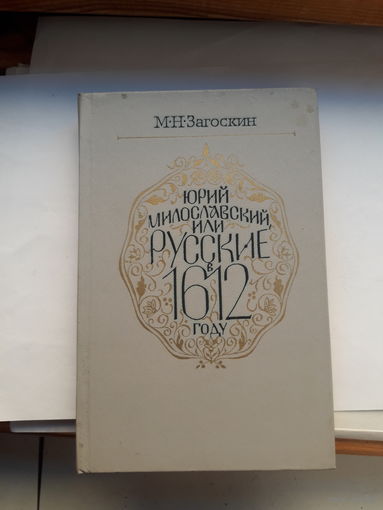 М·Н·Загоскин
ЮРИЙ
МИЛОСЛАВСКИЙ,
ИЛИ
РУССКИЕ
в
1612
ГОДУ